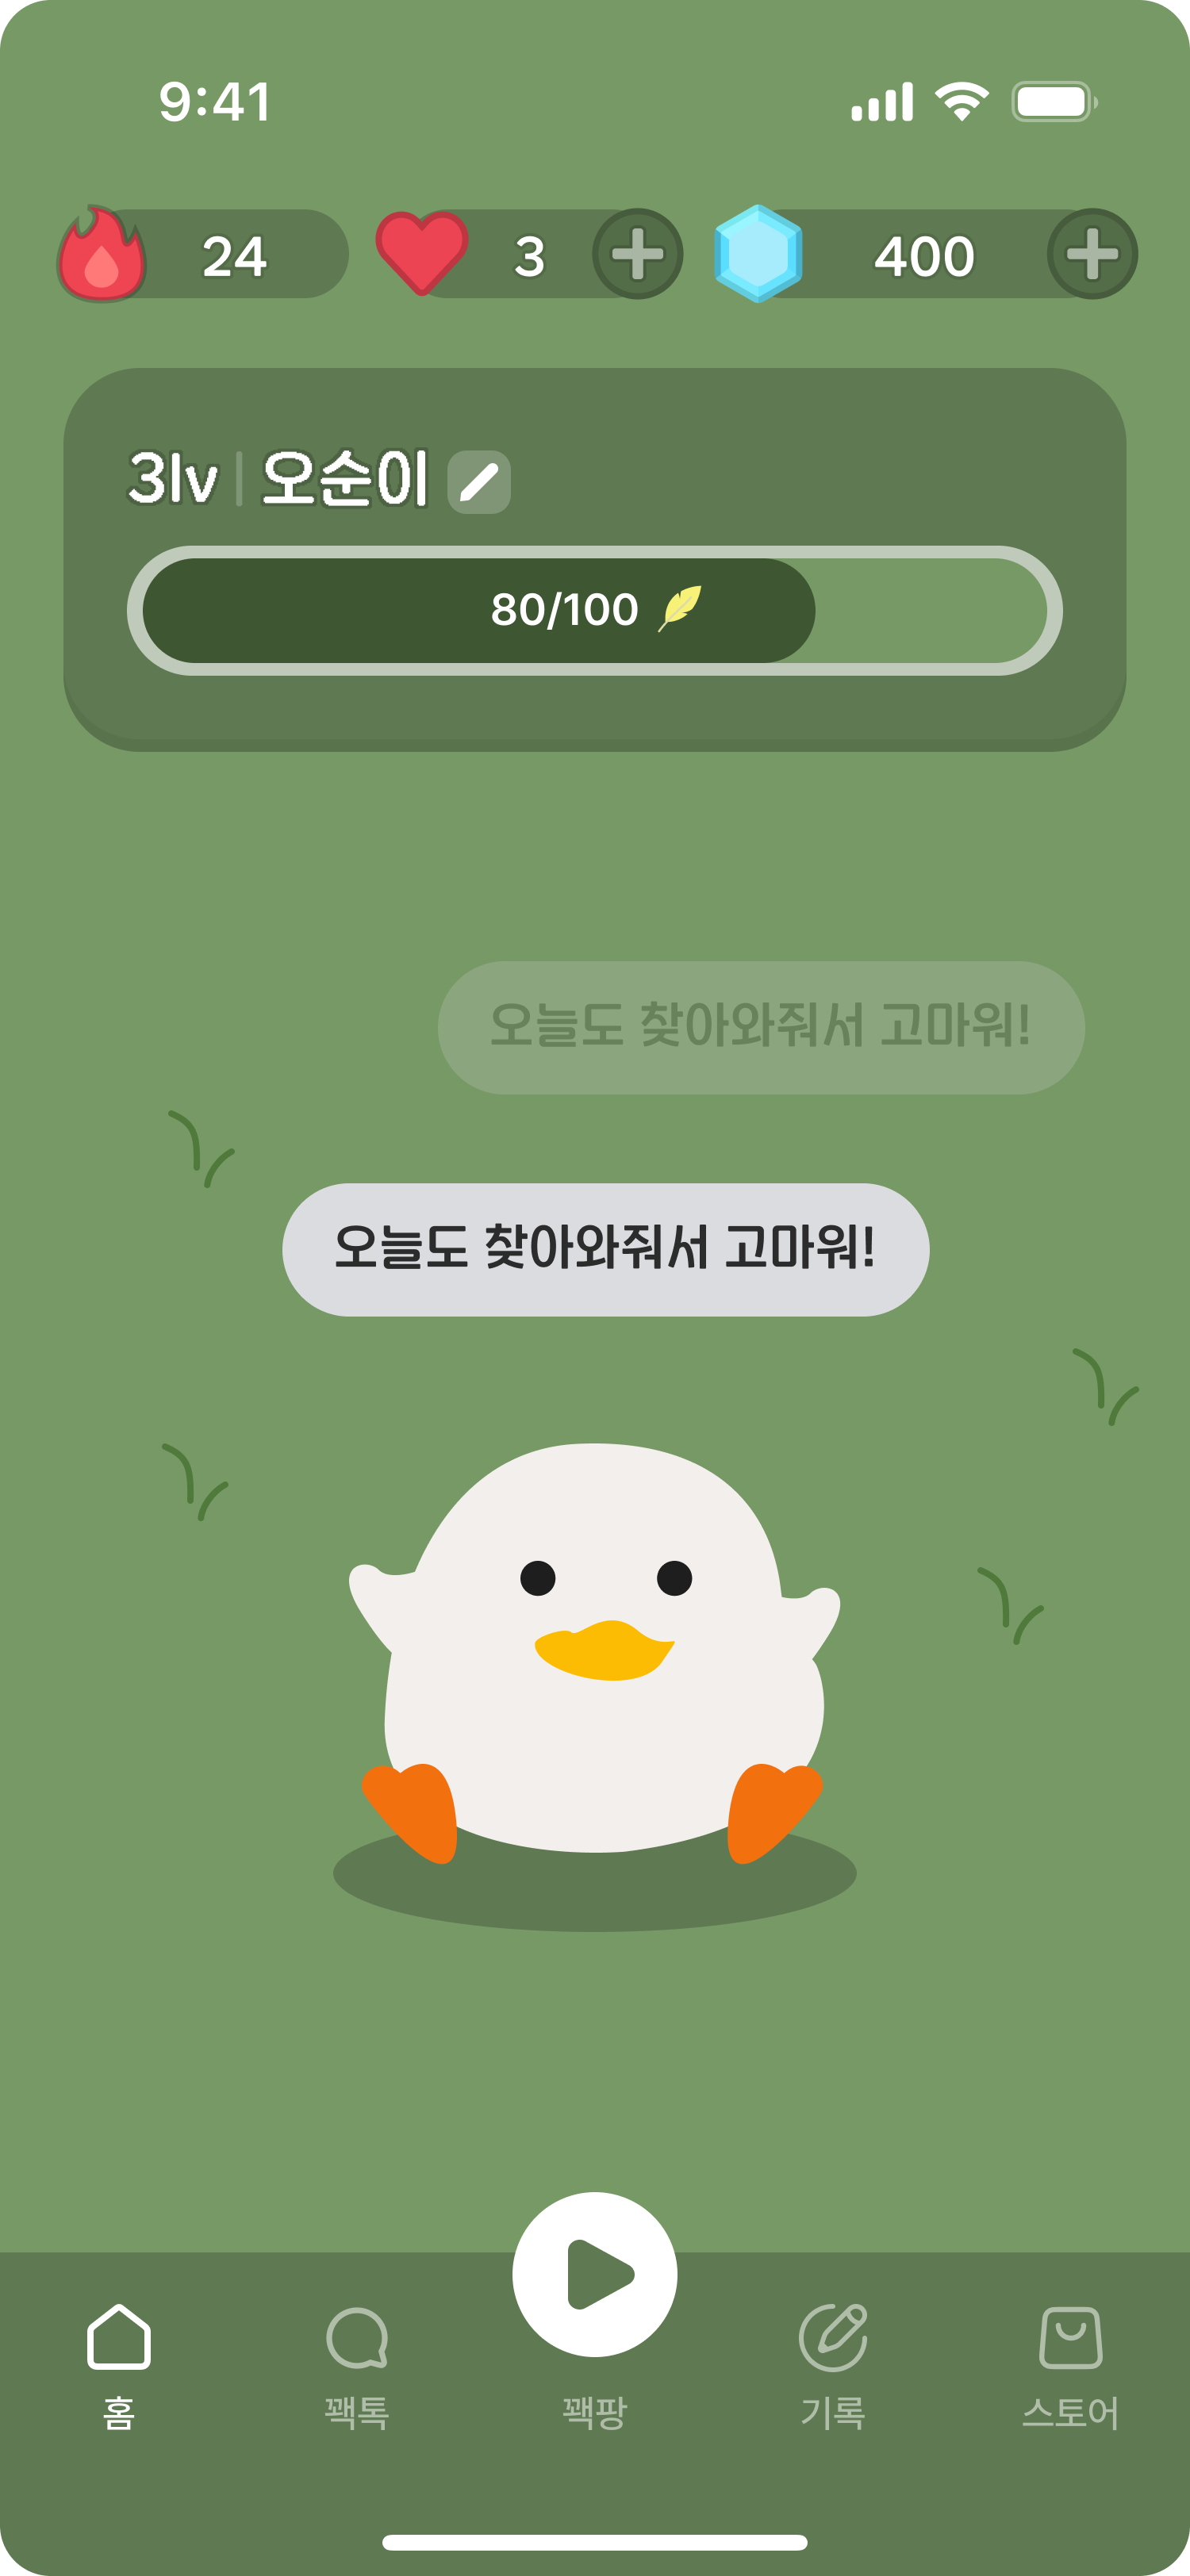 9:41
24 3 400
3lv 오순이
80/100
오늘도 찾아와줘서 고마워!
오늘도 찾아와줘서 고마워!
홈 꽥톡 꽥팡 기록 스토어